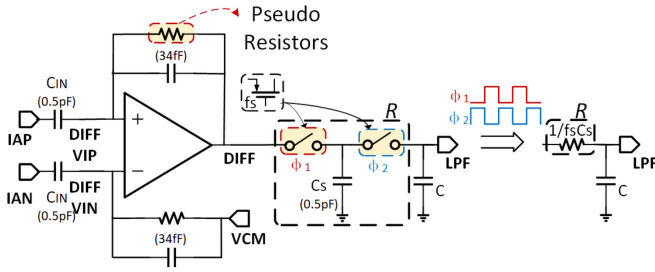 Pseudo
Resistors
(34fF)
CIN
(0.5pF)
IAP
DIFF
VIP
+
fs
R
ϕ1
ϕ2
R
1/fsCs
IAN
CIN
(0.5pF)
DIFF
VIN
−
DIFF
ϕ1
ϕ2
LPF
LPF
Cs
(0.5pF)
C
C
(34fF)
VCM